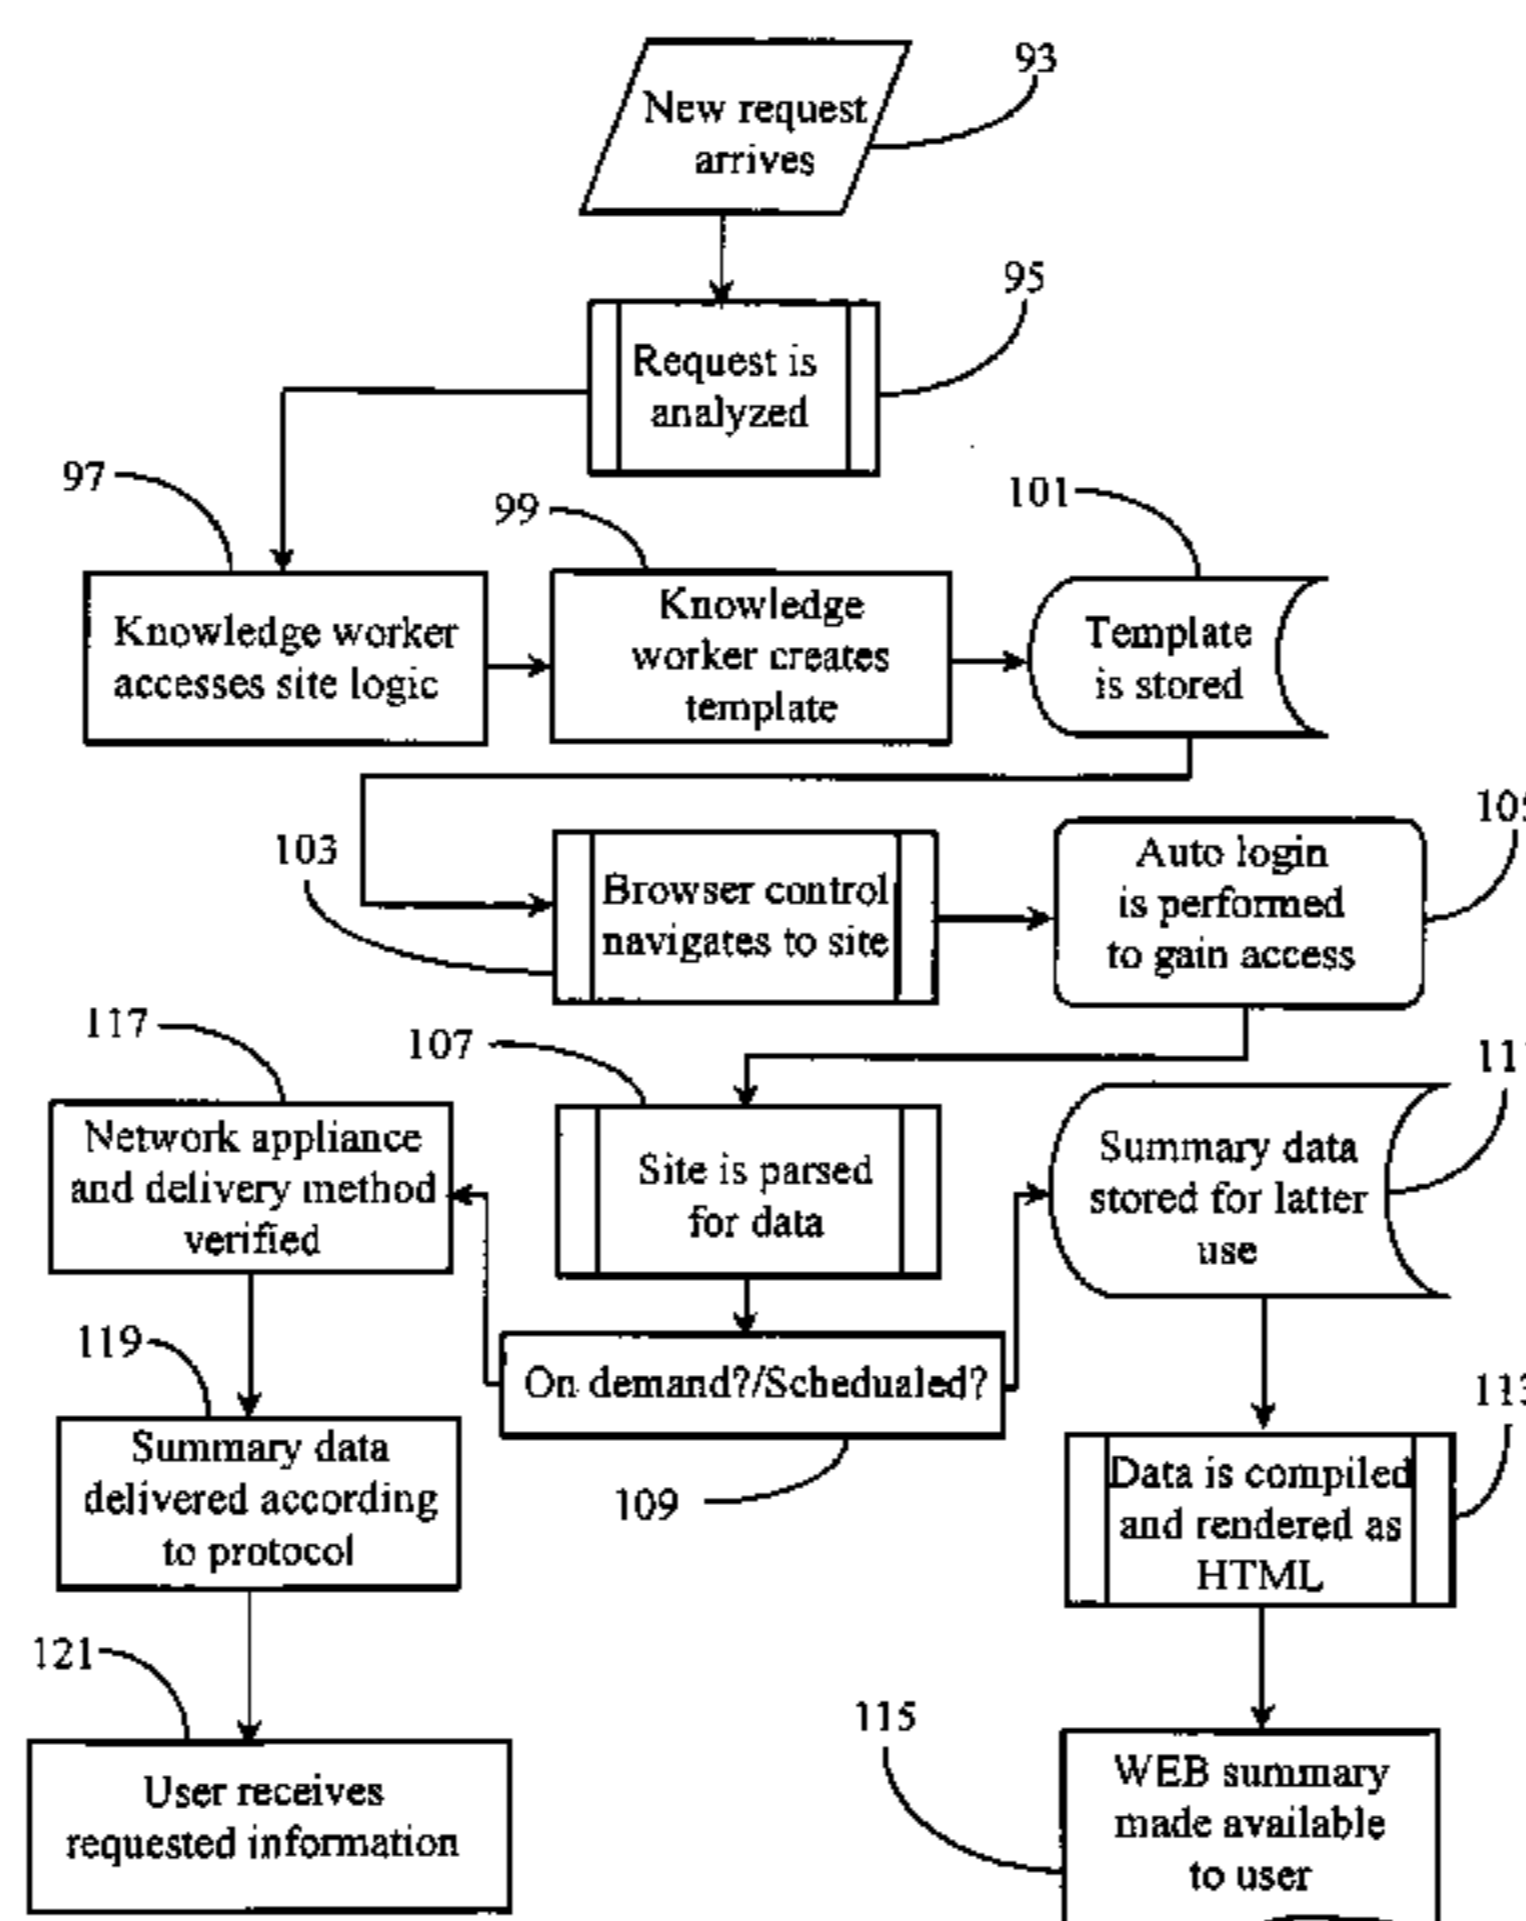 93
New request
arrives
95
Request is
analyzed
97
99
101
Knowledge worker
accesses site logic
Knowledge
worker creates
template
Template
is stored
103
105
Browser control
navigates to site
Auto login
is performed
to gain access
117
107
11
Network appliance
and delivery method
verified
Site is parsed
for data
Summary data
stored for latter
use
119
On demand?/Schedualed?
113
Summary data
delivered according
to protocol
109
Data is compiled
and rendered as
HTML
121
115
User receives
requested information
WEB summary
made available
to user